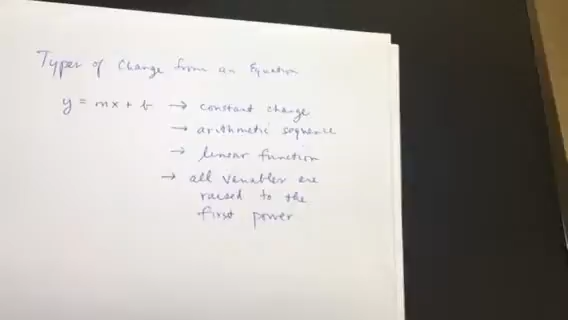 Types of Change from an Equation
y = mx + b → constant change
→ arithmetic sequence
→ linear function
→ all variables are
raised to the
first power